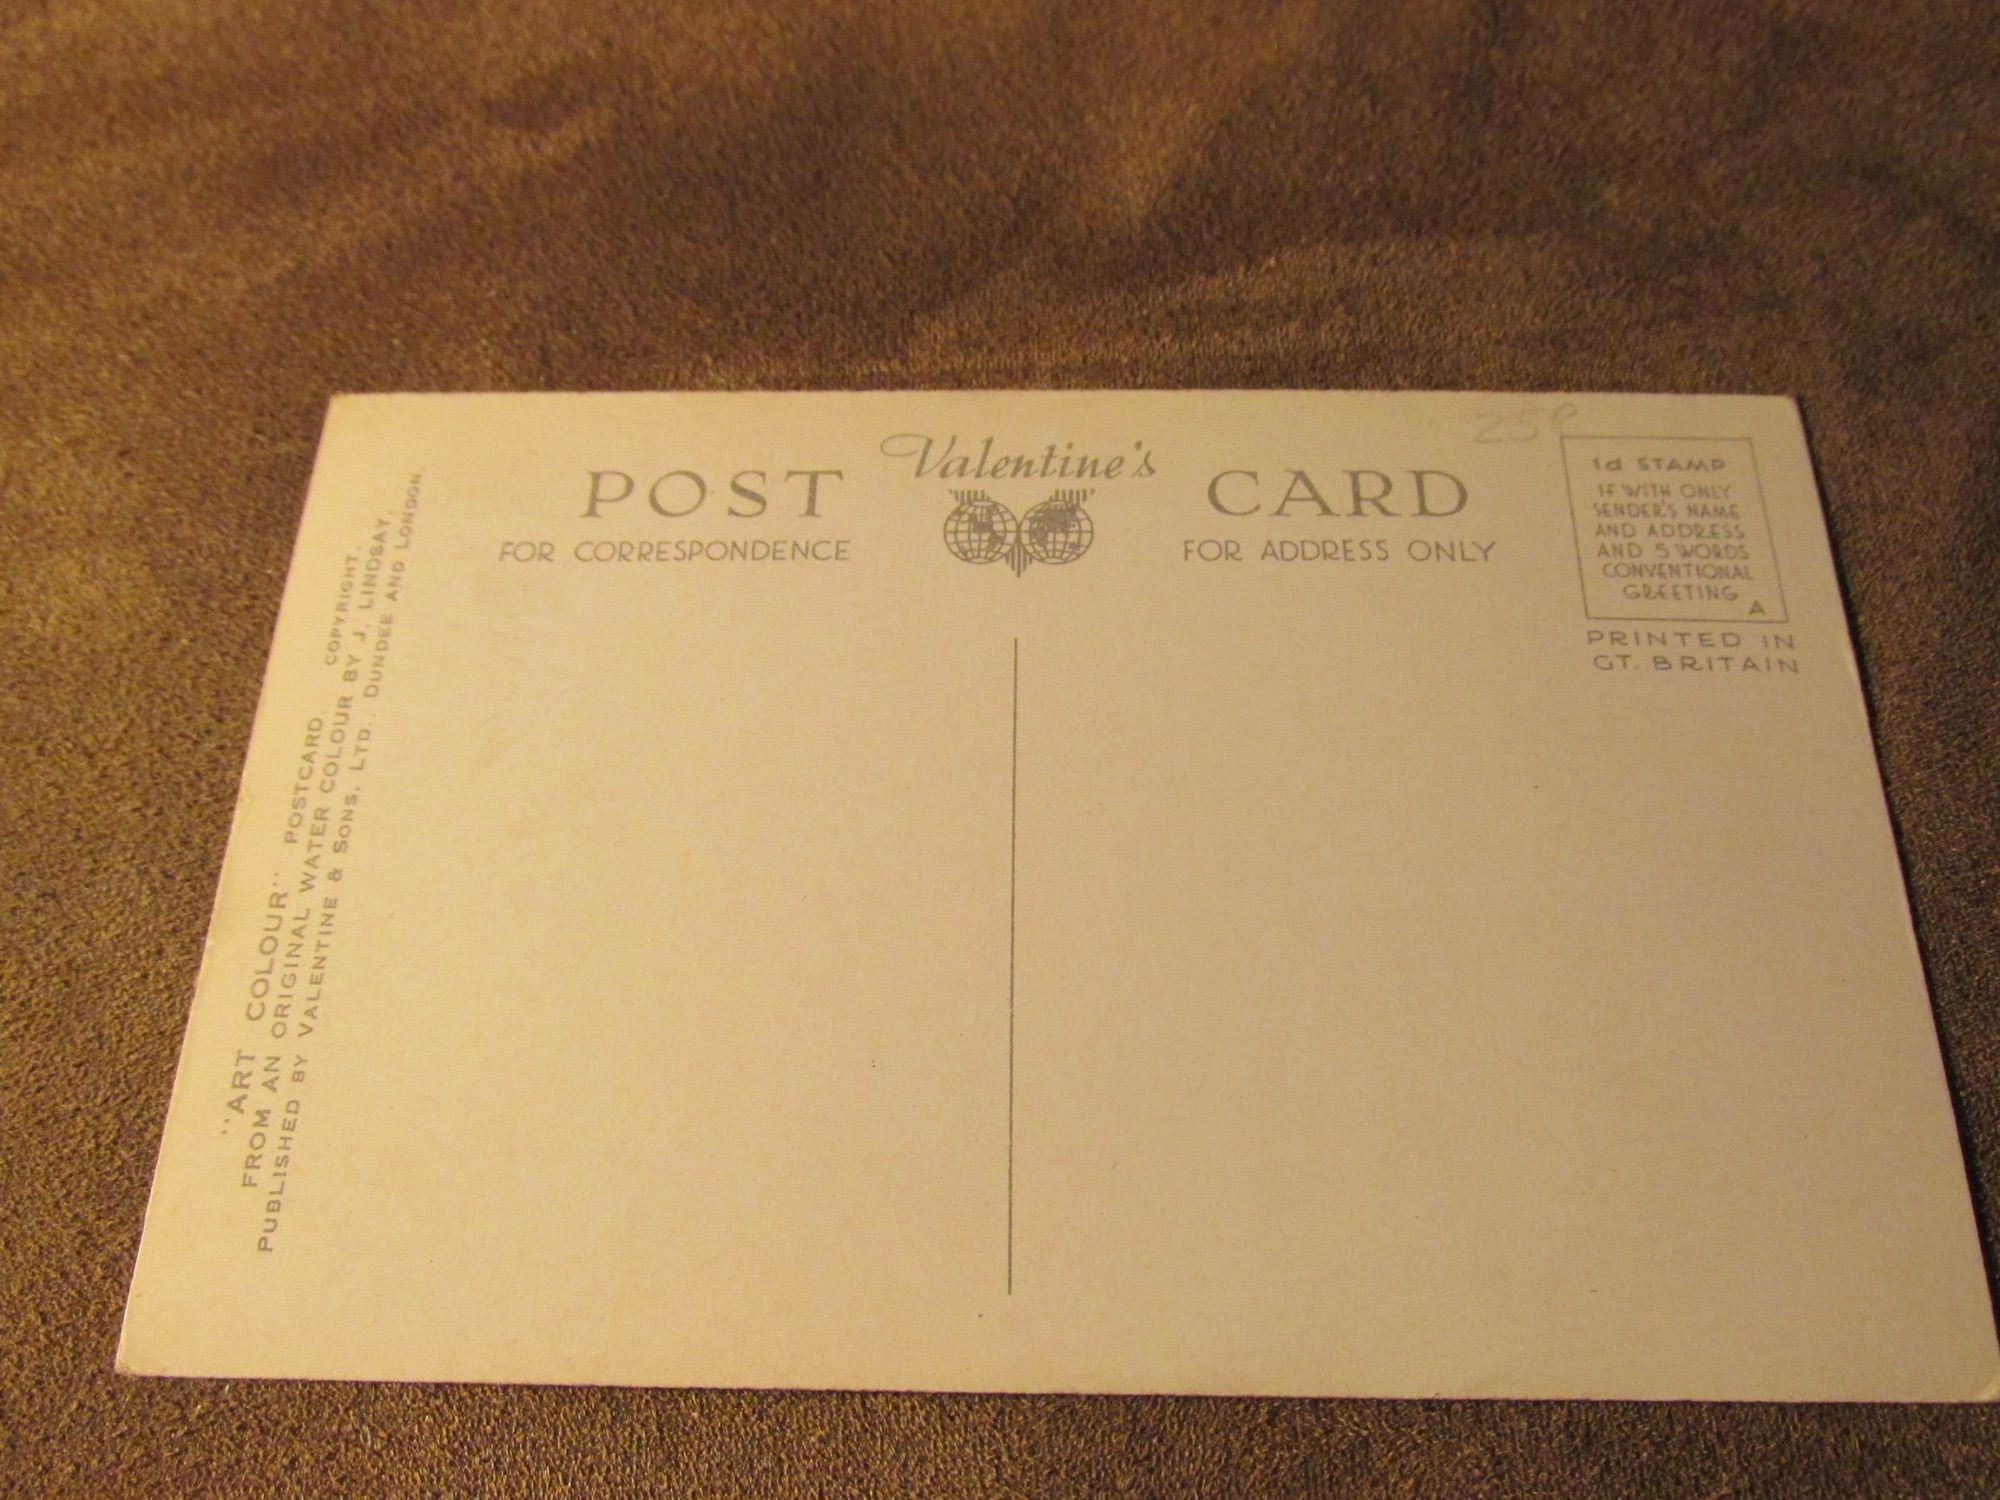 25P
Valentine's
POST CARD
FOR CORRESPONDENCE
FOR ADDRESS ONLY
1d STAMP
IF WITH ONLY
SENDER'S NAME
AND ADDRESS
AND 5 WORDS
CONVENTIONAL
GREETING
A
PRINTED IN
GT. BRITAIN
"ART COLOUR" POSTCARD. COPYRIGHT.
FROM AN ORIGINAL WATER COLOUR BY J. LINDSAY.
PUBLISHED BY VALENTINE & SONS, LTD., DUNDEE AND LONDON